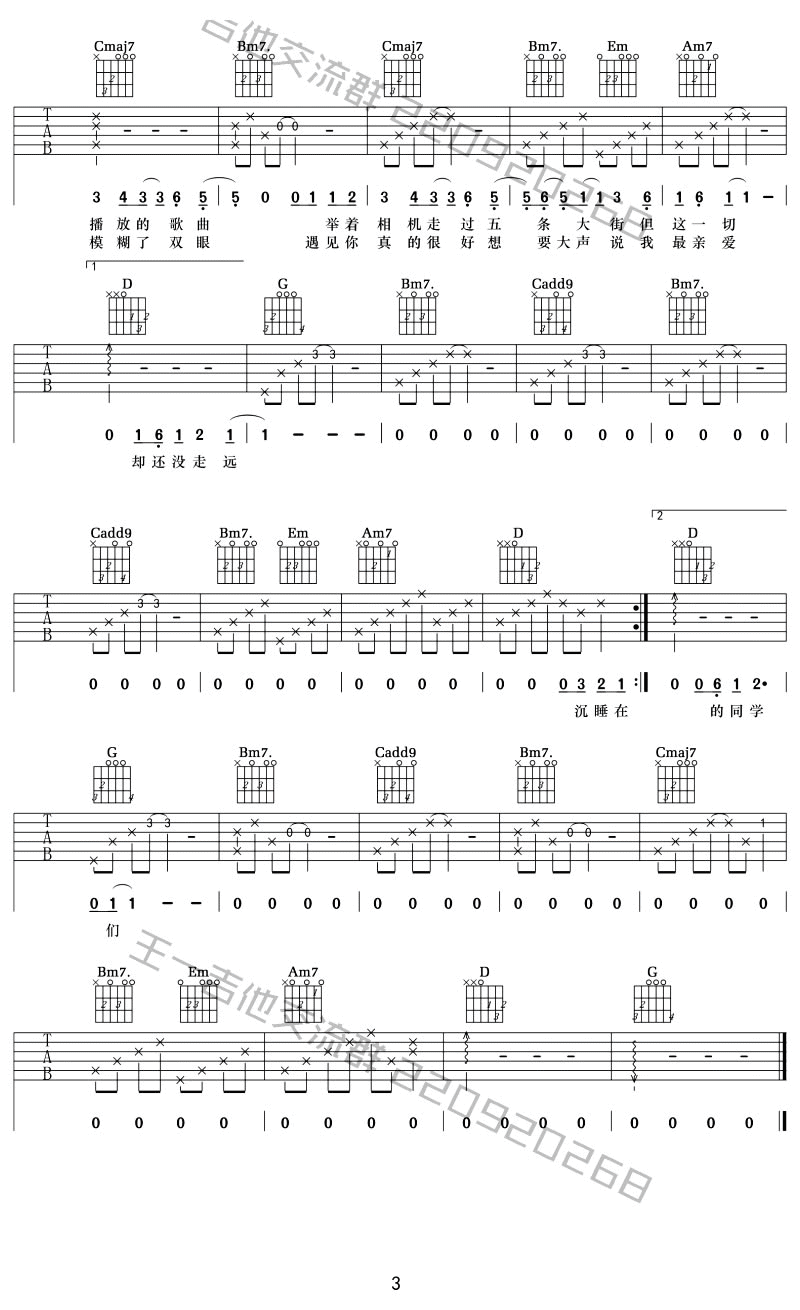 吉他交流群 220920268
Cmaj7 Bm7. Cmaj7 Bm7. Em Am7
T A B
3 4 3 3 6 5 5 0 0 1 1 2 3 4 3 3 6 5 5 6 5 1 1 3 6 1 6 1 1 –
播放的 歌曲 举着 相机走 过五 条 大街但 这一切
模糊了 双眼 遇见你 真的很 好想 要大声 说我 最亲爱
1
D G Bm7. Cadd9 Bm7.
T A B
0 1 6 1 2 1 1 – – – 0 0 0 0 0 0 0 0 0 0 0 0
却还没走 远
2
Cadd9 Bm7. Em Am7 D D
T A B
0 0 0 0 0 0 0 0 0 0 0 0 0 0 0 3 2 1 0 0 6 1 2·
沉睡在 的同学
G Bm7. Cadd9 Bm7. Cmaj7
T A B
0 1 1 – – 0 0 0 0 0 0 0 0 0 0 0 0 0 0 0 0
们
王一吉他交流群 220920268
Bm7. Em Am7 D G
T A B
0 0 0 0 0 0 0 0 0 0 0 0 0 0 0 0
3